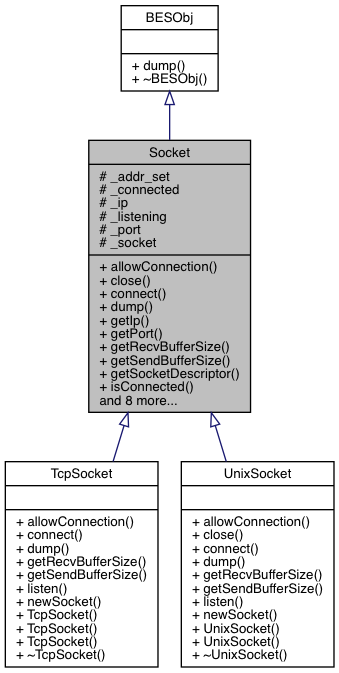 BESObj
+ dump()
+ ~BESObj()
Socket
# _addr_set
# _connected
# _ip
# _listening
# _port
# _socket
+ allowConnection()
+ close()
+ connect()
+ dump()
+ getIp()
+ getPort()
+ getRecvBufferSize()
+ getSendBufferSize()
+ getSocketDescriptor()
+ isConnected()
and 8 more...
TcpSocket
+ allowConnection()
+ connect()
+ dump()
+ getRecvBufferSize()
+ getSendBufferSize()
+ listen()
+ newSocket()
+ TcpSocket()
+ TcpSocket()
+ TcpSocket()
+ ~TcpSocket()
UnixSocket
+ allowConnection()
+ close()
+ connect()
+ dump()
+ getRecvBufferSize()
+ getSendBufferSize()
+ listen()
+ newSocket()
+ UnixSocket()
+ UnixSocket()
+ ~UnixSocket()